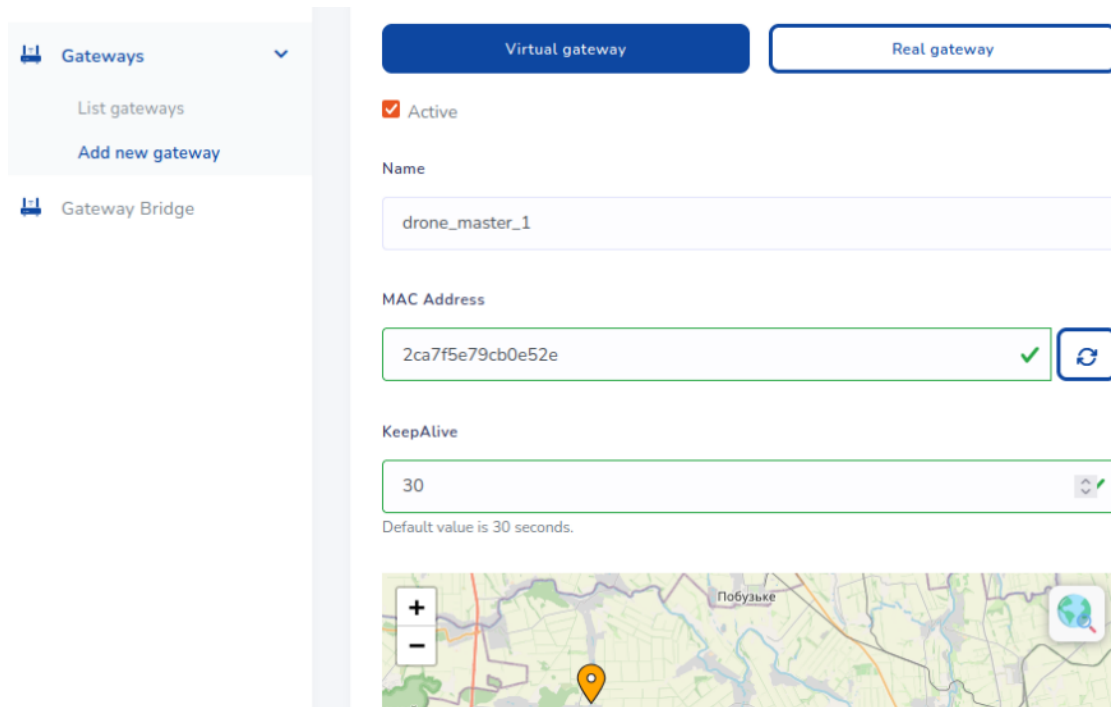 Gateways
List gateways
Add new gateway
Gateway Bridge
Virtual gateway
Real gateway
Active
Name
drone_master_1
MAC Address
2ca7f5e79cb0e52e
KeepAlive
30
Default value is 30 seconds.
+
Побузьке
−